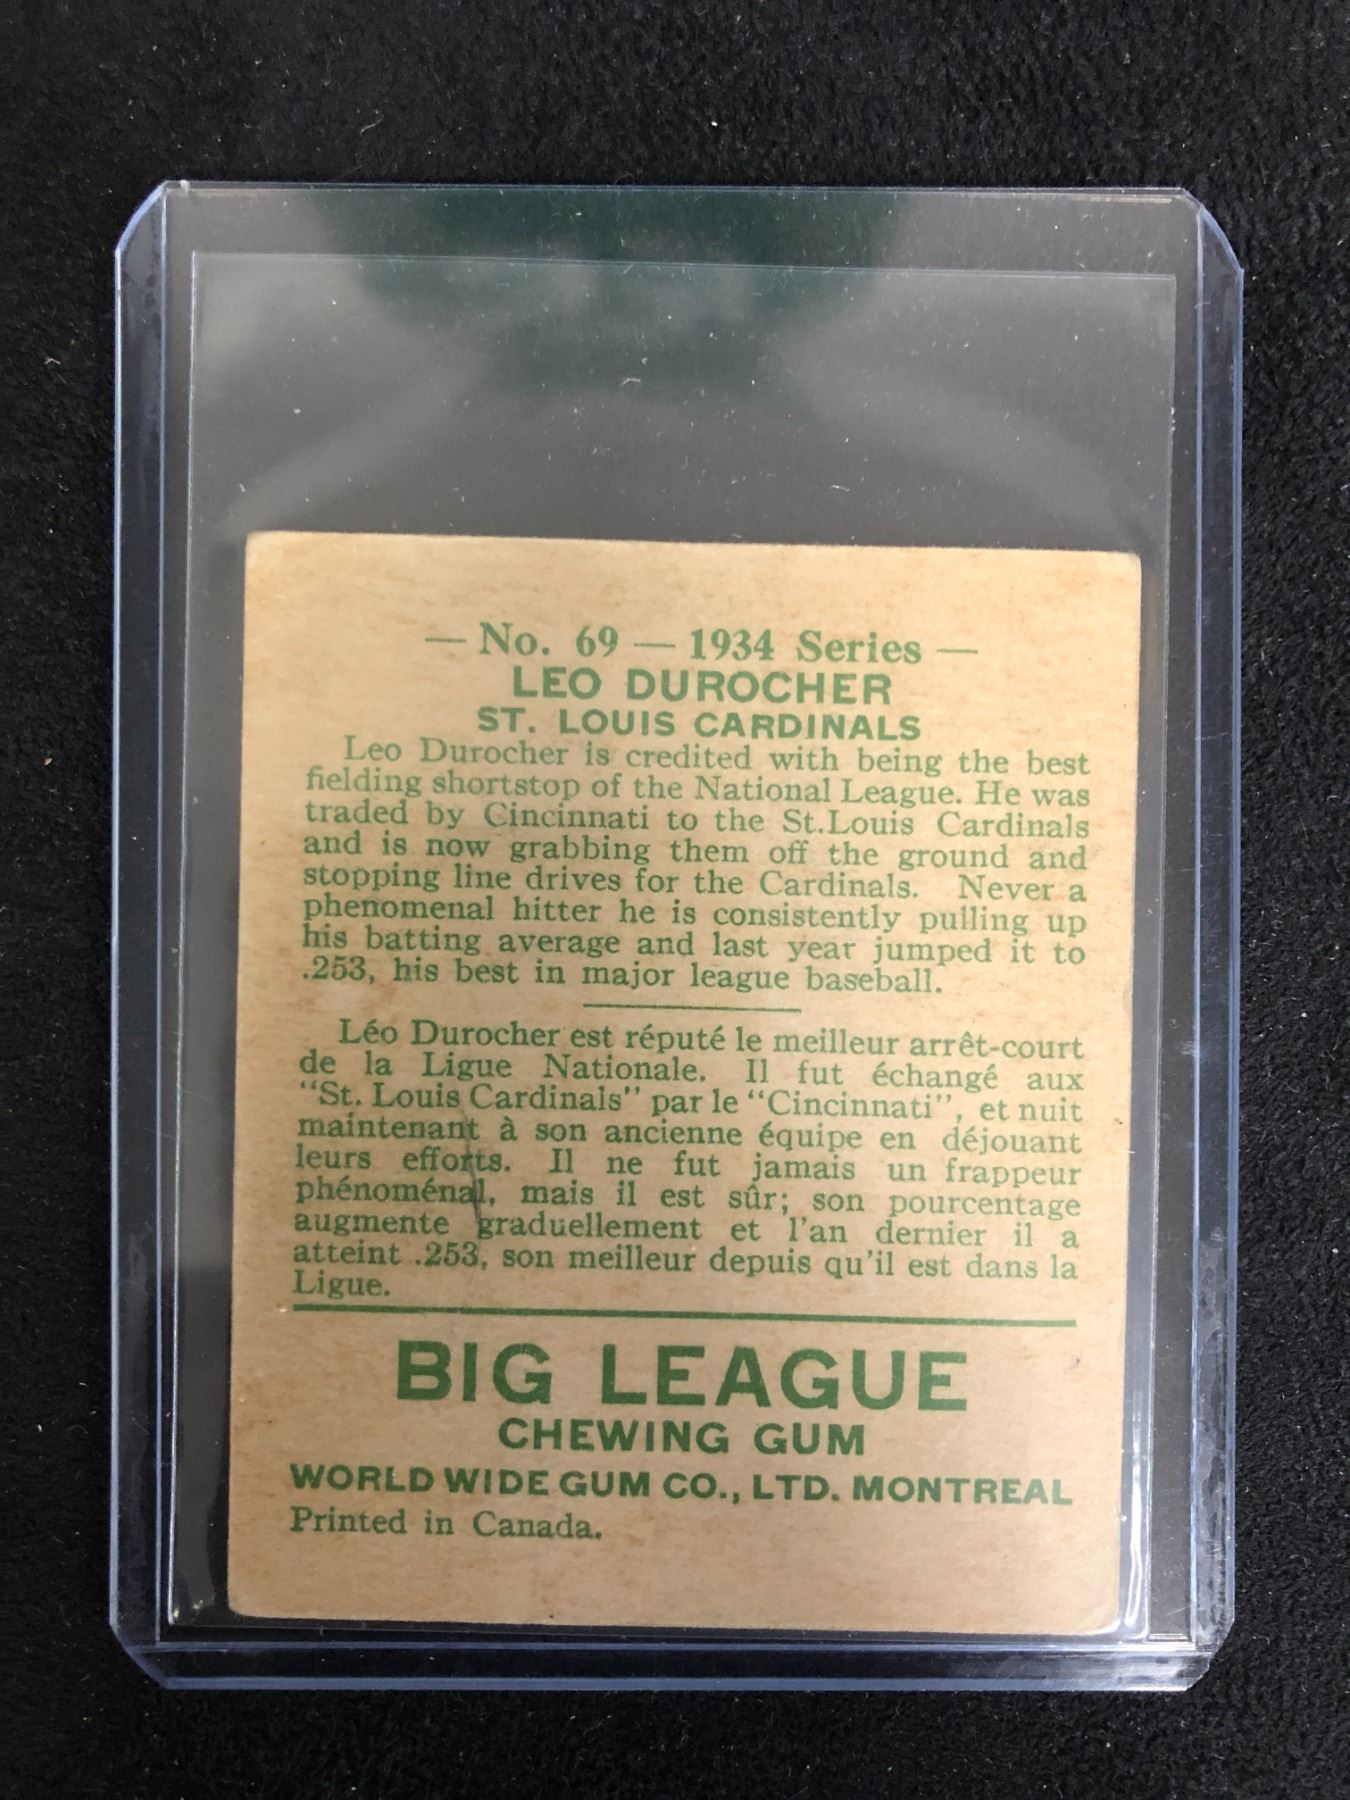 — No. 69 — 1934 Series —
LEO DUROCHER
ST. LOUIS CARDINALS
Leo Durocher is credited with being the best
fielding shortstop of the National League. He was
traded by Cincinnati to the St.Louis Cardinals
and is now grabbing them off the ground and
stopping line drives for the Cardinals. Never a
phenomenal hitter he is consistently pulling up
his batting average and last year jumped it to
.253, his best in major league baseball.
Léo Durocher est réputé le meilleur arrêt-court
de la Ligue Nationale. Il fut échangé aux
"St. Louis Cardinals" par le "Cincinnati", et nuit
maintenant à son ancienne équipe en déjouant
leurs efforts. Il ne fut jamais un frappeur
phénoménal, mais il est sûr; son pourcentage
augmente graduellement et l'an dernier il a
atteint .253, son meilleur depuis qu'il est dans la
Ligue.
BIG LEAGUE
CHEWING GUM
WORLD WIDE GUM CO., LTD. MONTREAL
Printed in Canada.